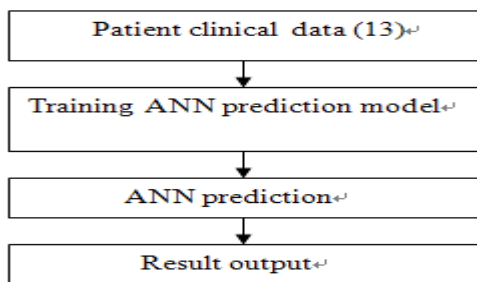 Patient clinical data (13)↵
Training ANN prediction model↵
ANN prediction↵
Result output↵